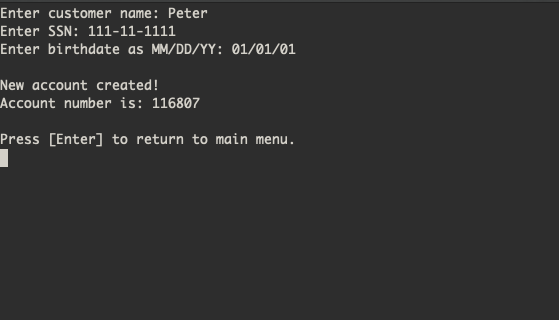 Enter customer name: Peter
Enter SSN: 111-11-1111
Enter birthdate as MM/DD/YY: 01/01/01
New account created!
Account number is: 116807
Press [Enter] to return to main menu.